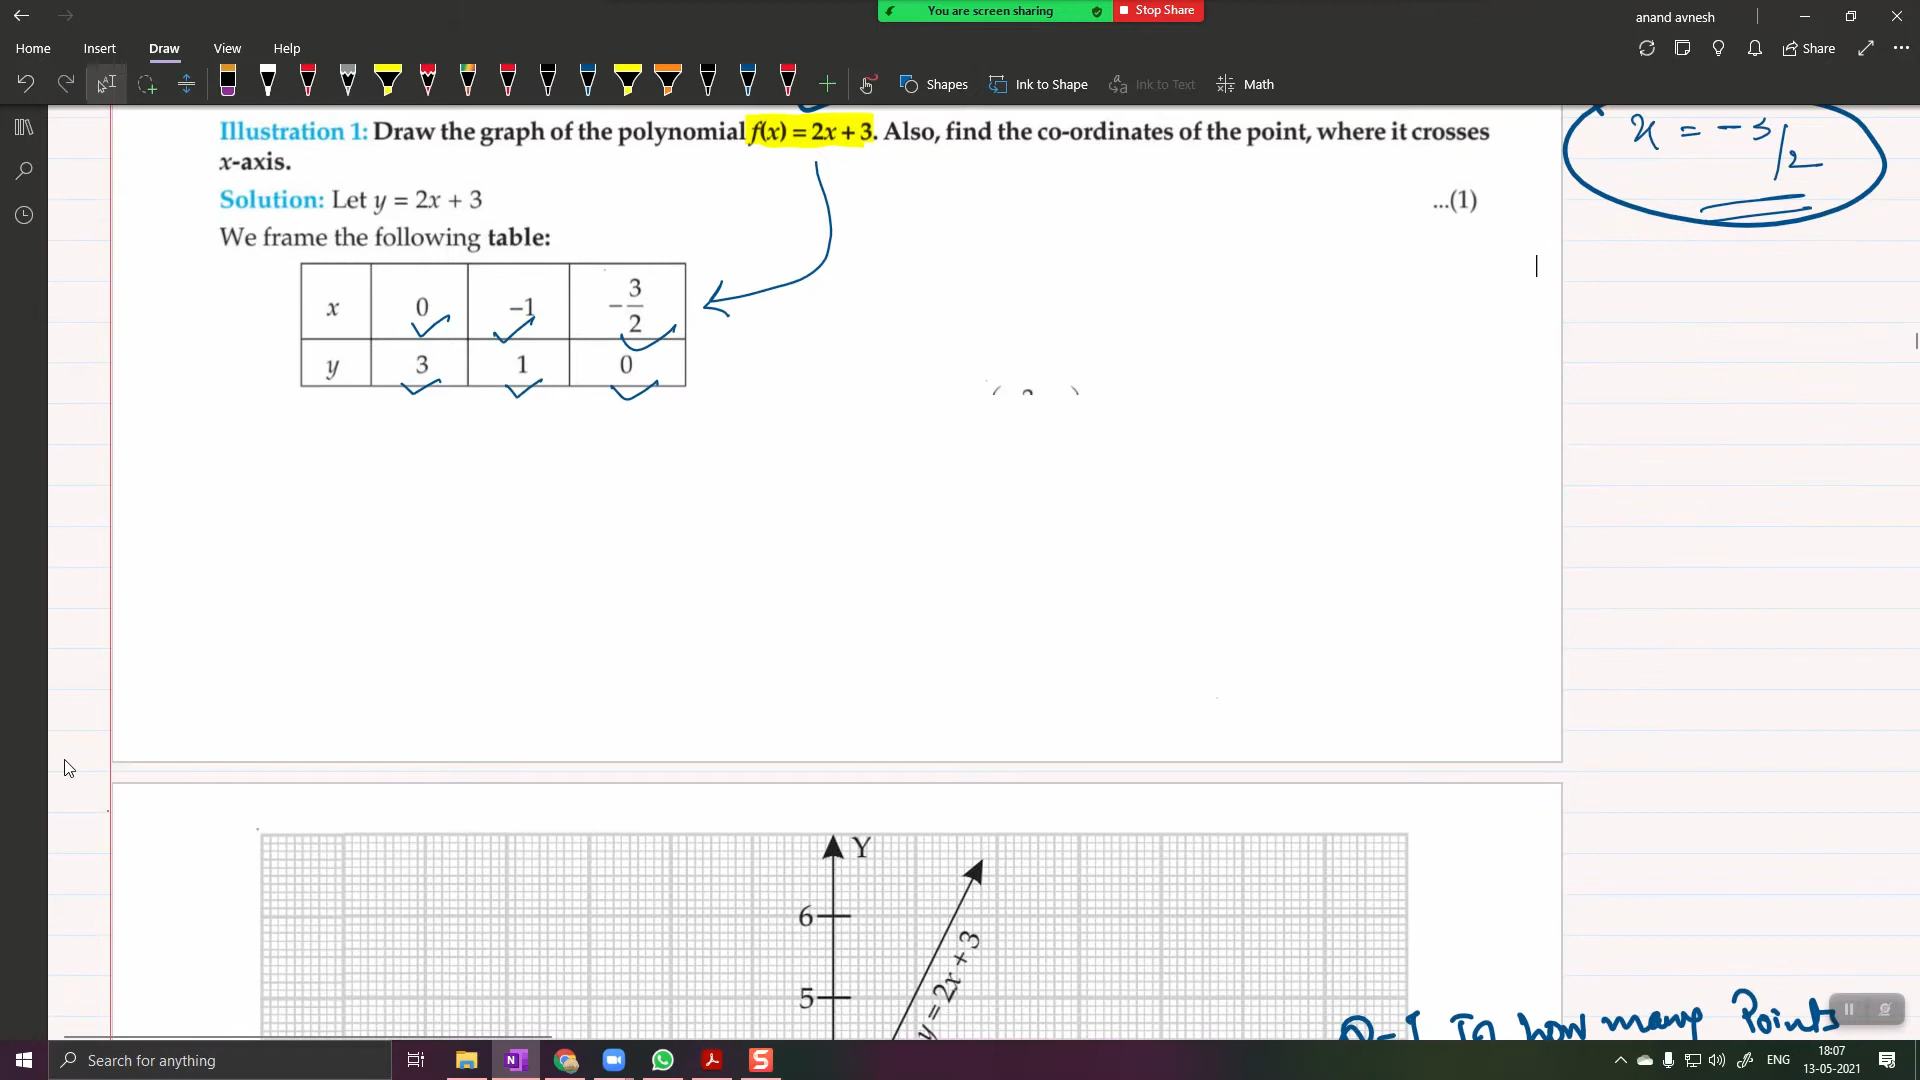 You are screen sharing
Stop Share
anand avnesh
Home Insert Draw View Help
Share
Shapes
Ink to Shape
Ink to Text
Math
Illustration 1: Draw the graph of the polynomial f(x) = 2x + 3. Also, find the co-ordinates of the point, where it crosses
x-axis.
x = -3/2
Solution: Let y = 2x + 3 ...(1)
We frame the following table:
x 0 –1 –3/2
y 3 1 0
Y
6
5
y = 2x + 3
Q-1 In how many Points
Search for anything
ENG
18:07
13-05-2021